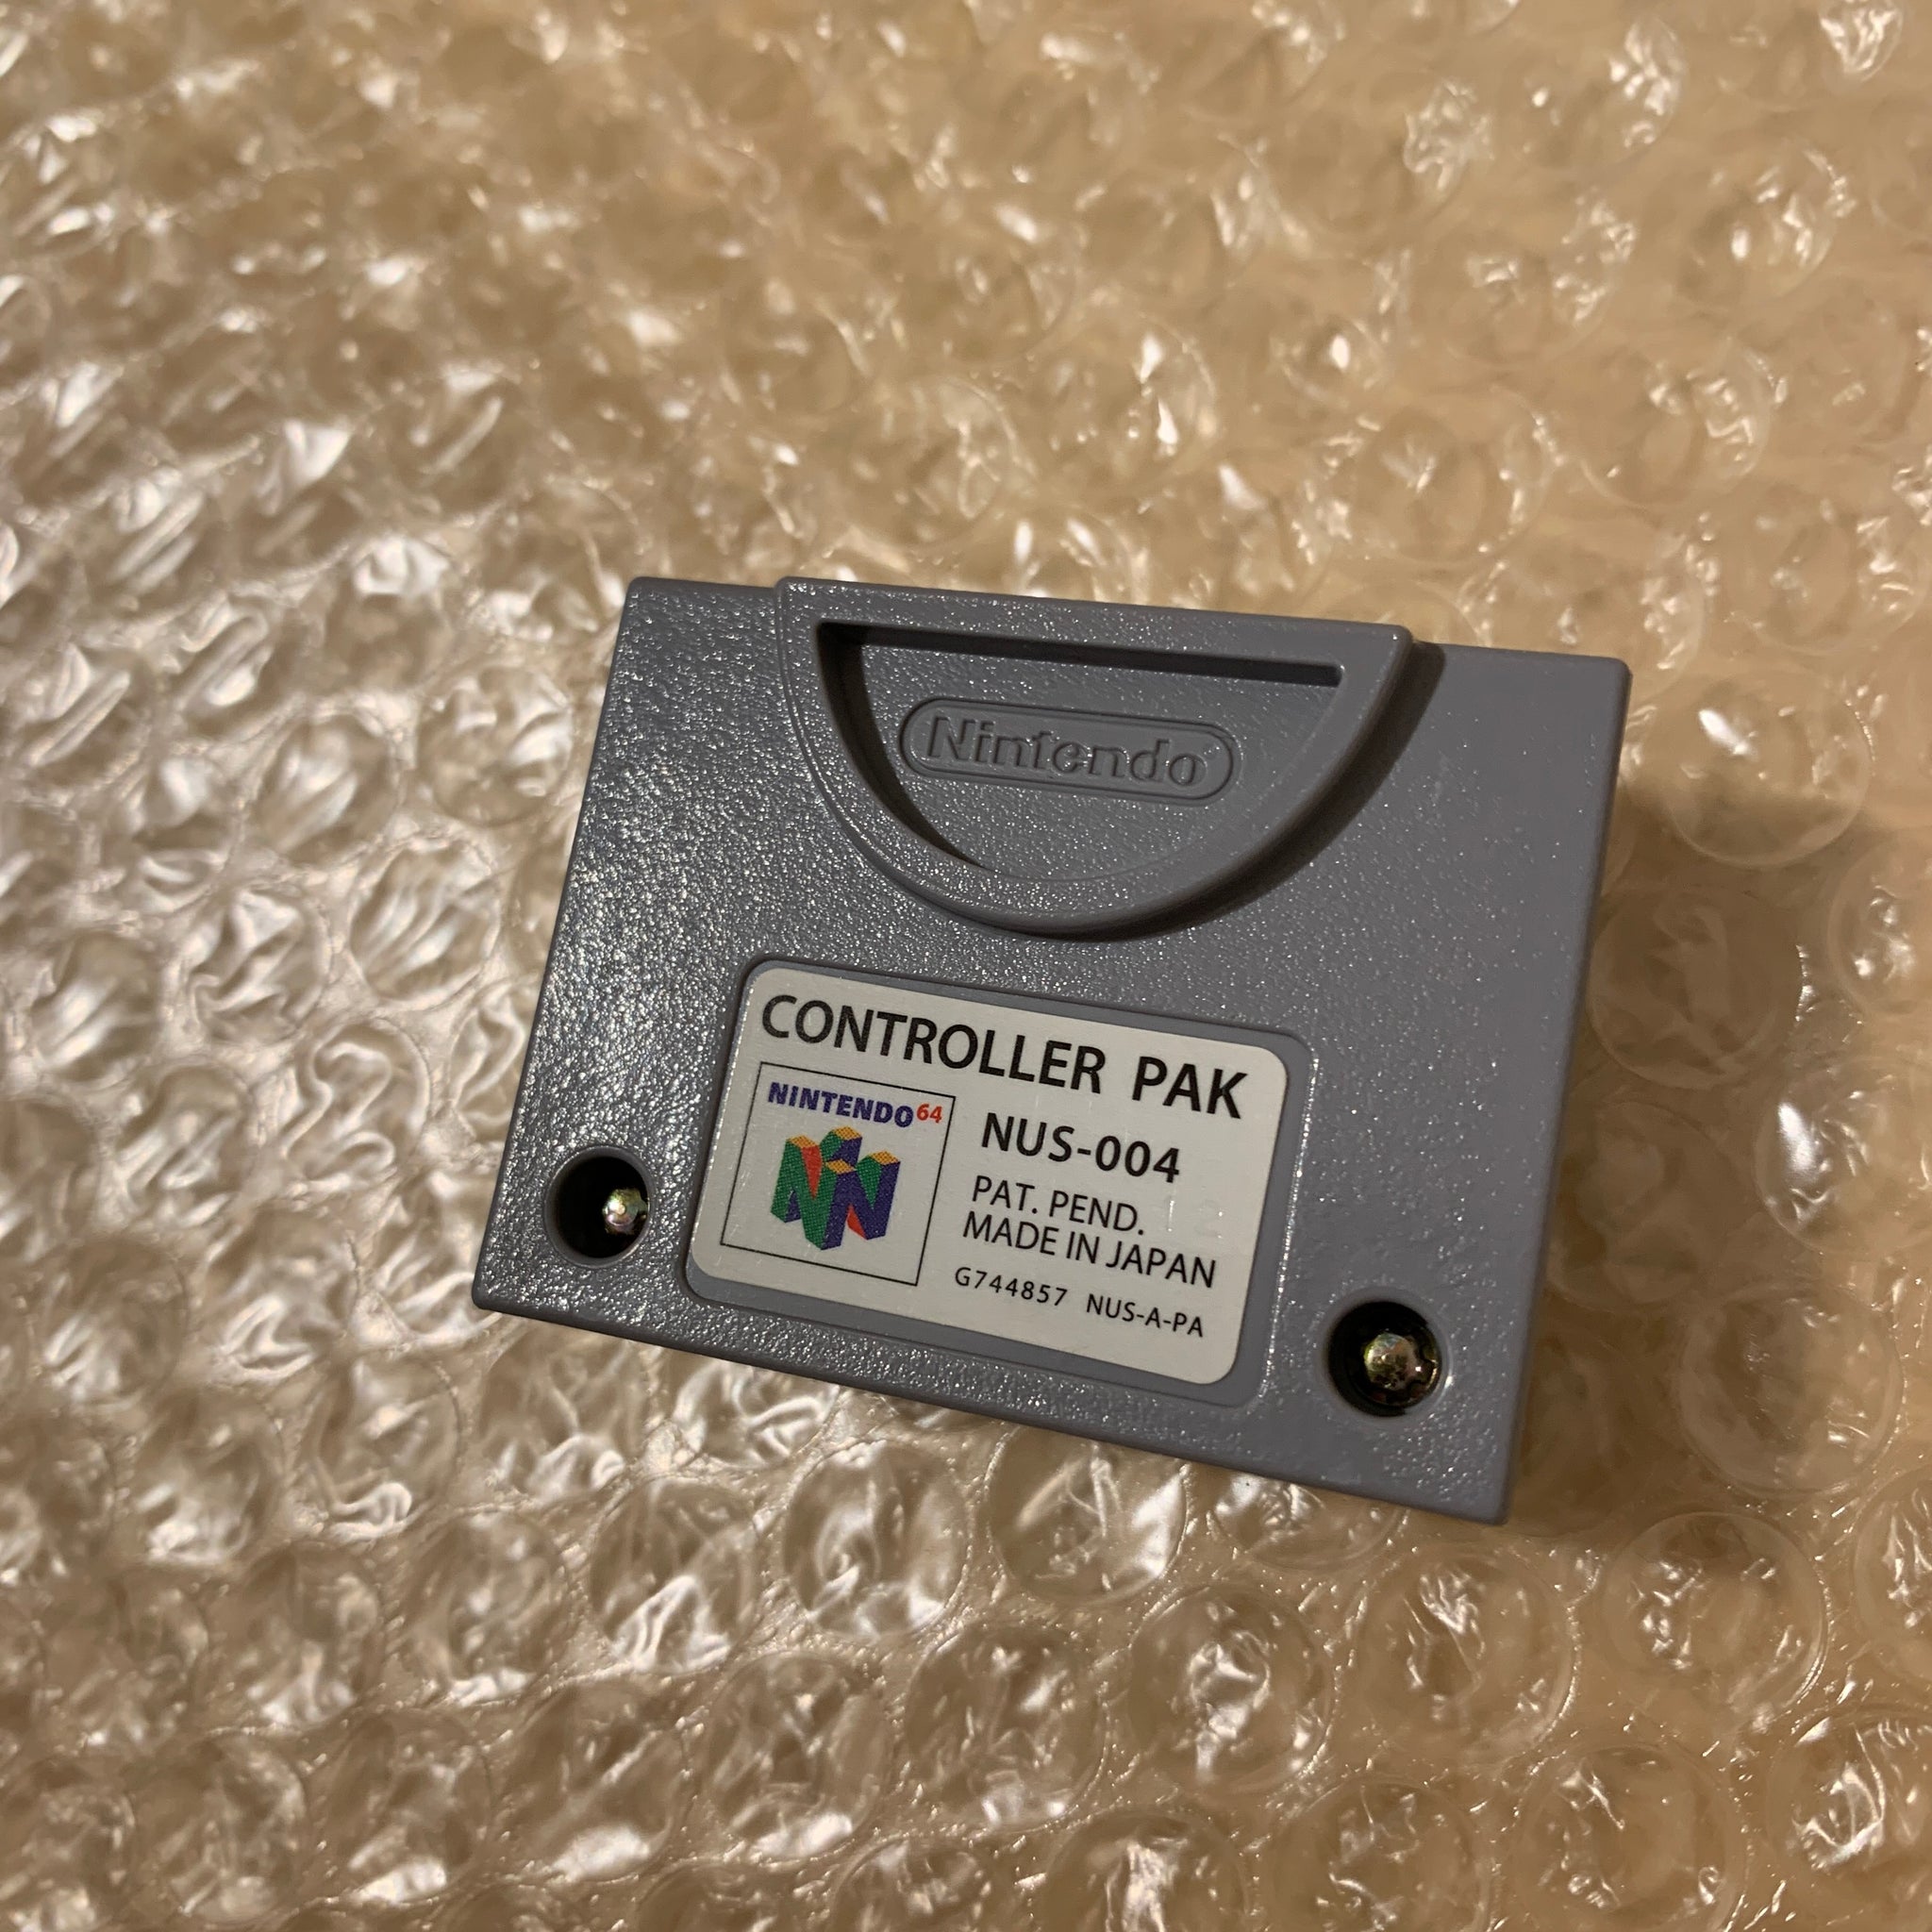 Nintendo
CONTROLLER PAK
NINTENDO64
NUS-004
PAT. PEND.
MADE IN JAPAN
G744857 NUS-A-PA